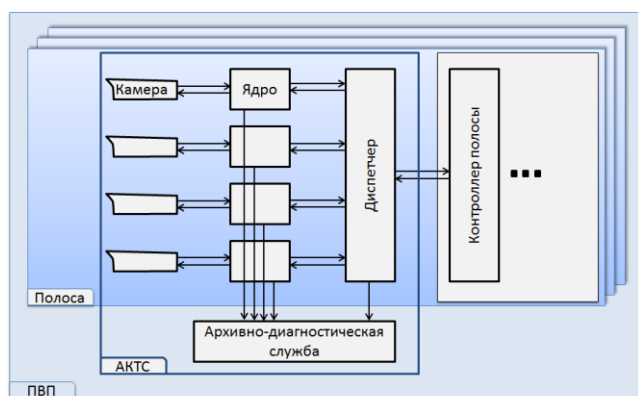 Камера
Ядро
Диспетчер
Контроллер полосы
Полоса
Архивно-диагностическая
служба
АКТС
ПВП